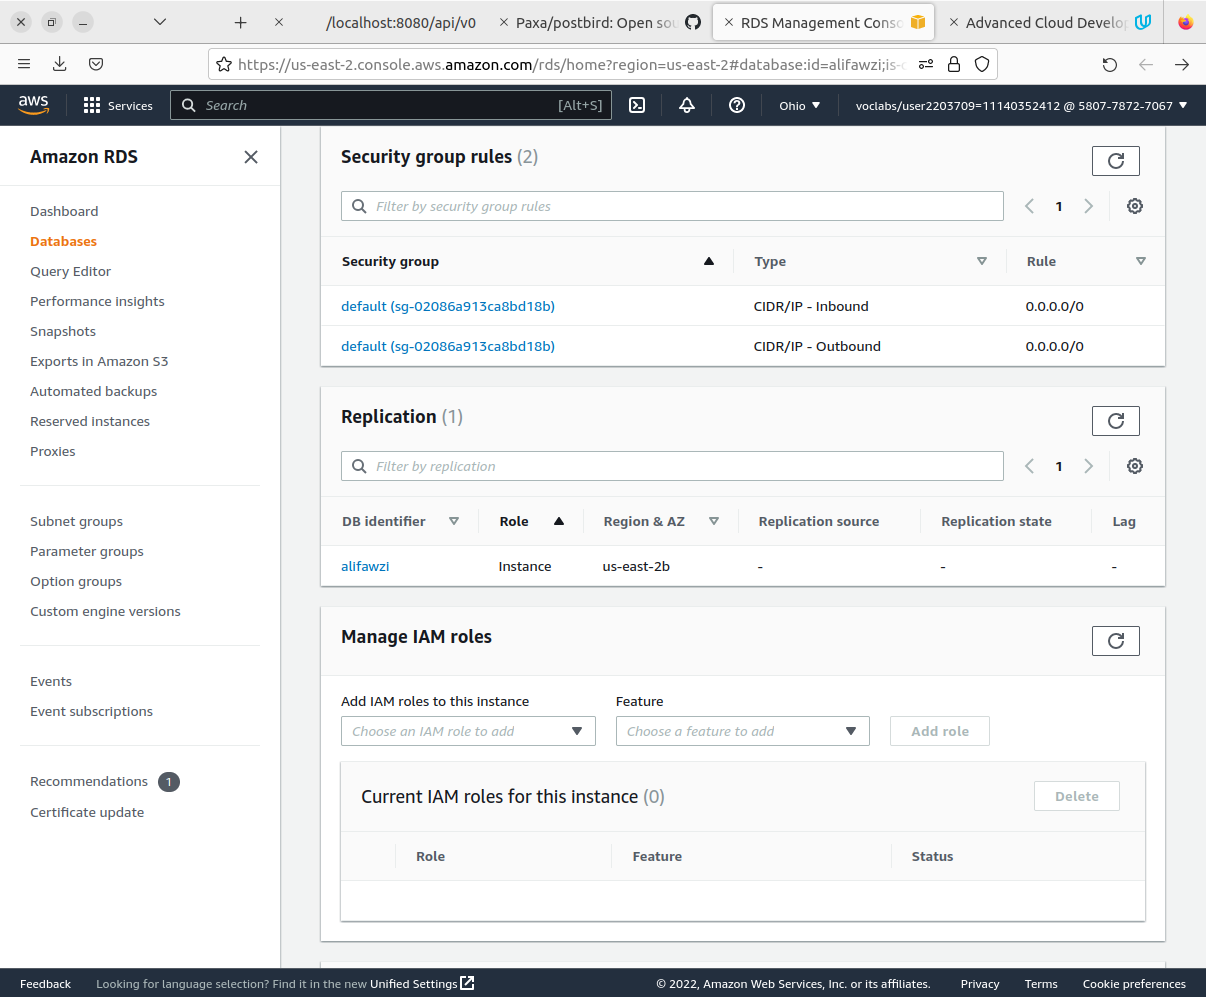 /localhost:8080/api/v0
Paxa/postbird: Open sou
RDS Management Conso
Advanced Cloud Develop
https://us-east-2.console.aws.amazon.com/rds/home?region=us-east-2#database:id=alifawzi;is-c
aws
Services
Search [Alt+S]
Ohio
voclabs/user2203709=11140352412 @ 5807-7872-7067
Amazon RDS
Dashboard
Databases
Query Editor
Performance insights
Snapshots
Exports in Amazon S3
Automated backups
Reserved instances
Proxies
Subnet groups
Parameter groups
Option groups
Custom engine versions
Events
Event subscriptions
Recommendations 1
Certificate update
Security group rules (2)
Filter by security group rules
1
Security group Type Rule
default (sg-02086a913ca8bd18b) CIDR/IP - Inbound 0.0.0.0/0
default (sg-02086a913ca8bd18b) CIDR/IP - Outbound 0.0.0.0/0
Replication (1)
Filter by replication
1
DB identifier Role Region & AZ Replication source Replication state Lag
alifawzi Instance us-east-2b - - -
Manage IAM roles
Add IAM roles to this instance Feature
Choose an IAM role to add Choose a feature to add Add role
Current IAM roles for this instance (0) Delete
Role Feature Status
Feedback Looking for language selection? Find it in the new Unified Settings © 2022, Amazon Web Services, Inc. or its affiliates. Privacy Terms Cookie preferences